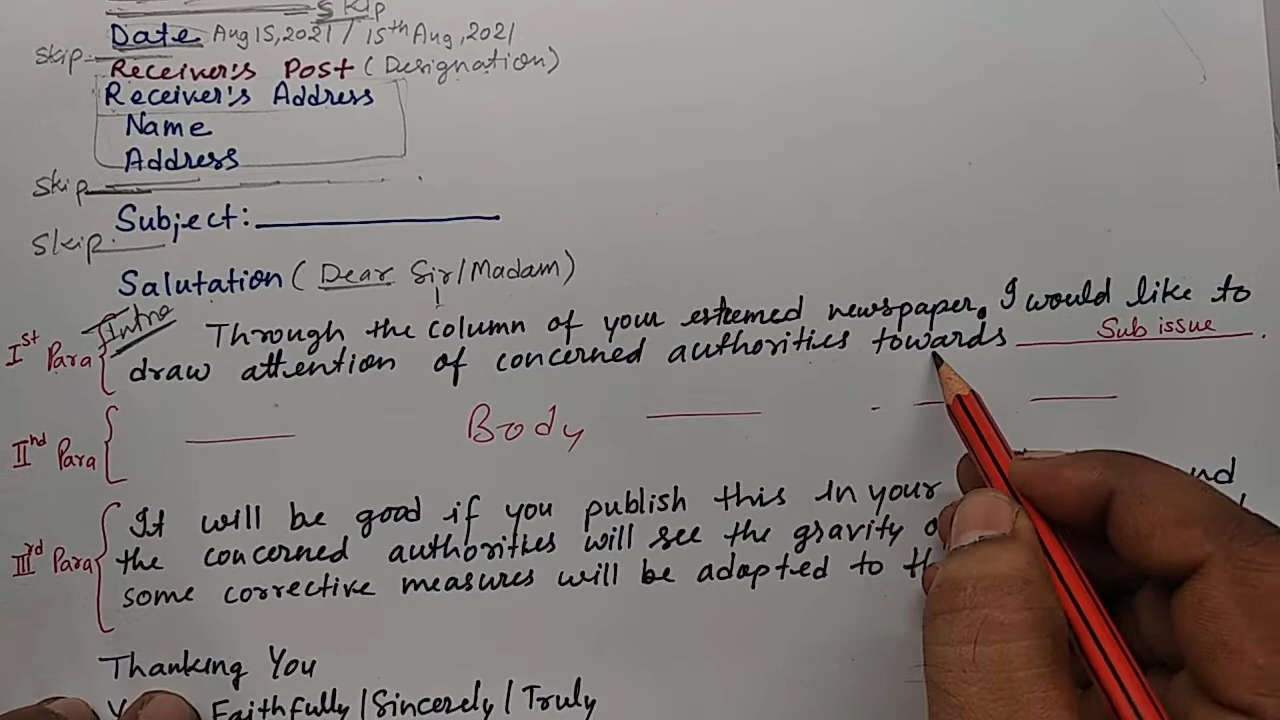 Skip
Date Aug 15, 2021 / 15th Aug, 2021
Skip
Receiver's Post (Designation)
Receiver's Address
Name
Address
Skip
Subject:
Skip
Salutation (Dear Sir/Madam)
Ist Para Intro
Through the column of your esteemed newspaper, I would like to
draw attention of concerned authorities towards Sub issue.
IInd Para Body
IIIrd Para
It will be good if you publish this in your
the concerned authorities will see the gravity
some corrective measures will be adapted to
Thanking You
Faithfully / Sincerely / Truly